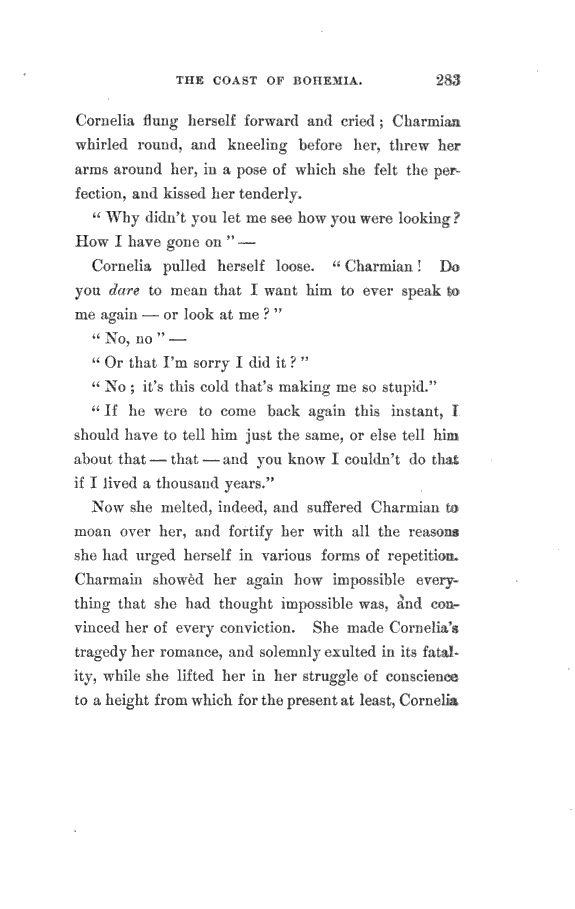 THE COAST OF BOHEMIA. 283
Cornelia flung herself forward and cried ; Charmian
whirled round, and kneeling before her, threw her
arms around her, in a pose of which she felt the per-
fection, and kissed her tenderly.
“ Why didn’t you let me see how you were looking?
How I have gone on ” —
Cornelia pulled herself loose. “ Charmian ! Do
you dare to mean that I want him to ever speak to
me again — or look at me ? ”
“ No, no ” —
“ Or that I’m sorry I did it ? ”
“ No ; it’s this cold that’s making me so stupid.”
“ If he were to come back again this instant, I
should have to tell him just the same, or else tell him
about that — that — and you know I couldn’t do that
if I lived a thousand years.”
Now she melted, indeed, and suffered Charmian to
moan over her, and fortify her with all the reasons
she had urged herself in various forms of repetition.
Charmain showèd her again how impossible every-
thing that she had thought impossible was, and con-
vinced her of every conviction. She made Cornelia’s
tragedy her romance, and solemnly exulted in its fatal-
ity, while she lifted her in her struggle of conscience
to a height from which for the present at least, Cornelia